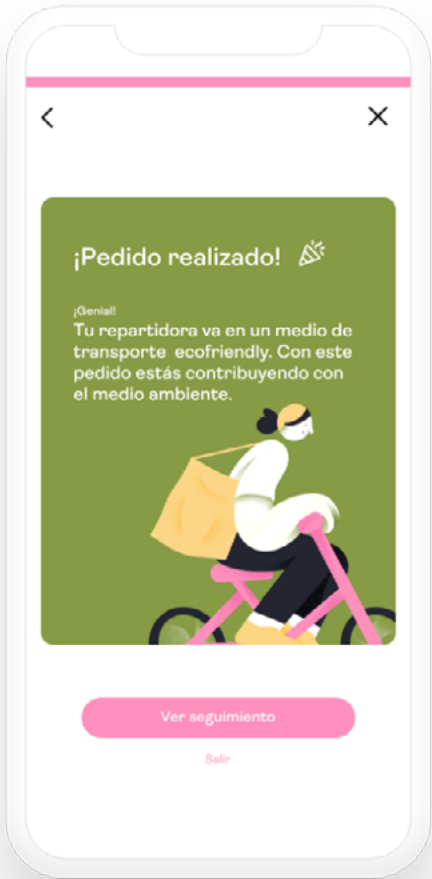 ¡Pedido realizado!
¡Genial!
Tu repartidora va en un medio de
transporte ecofriendly. Con este
pedido estás contribuyendo con
el medio ambiente.
Ver seguimiento
Salir